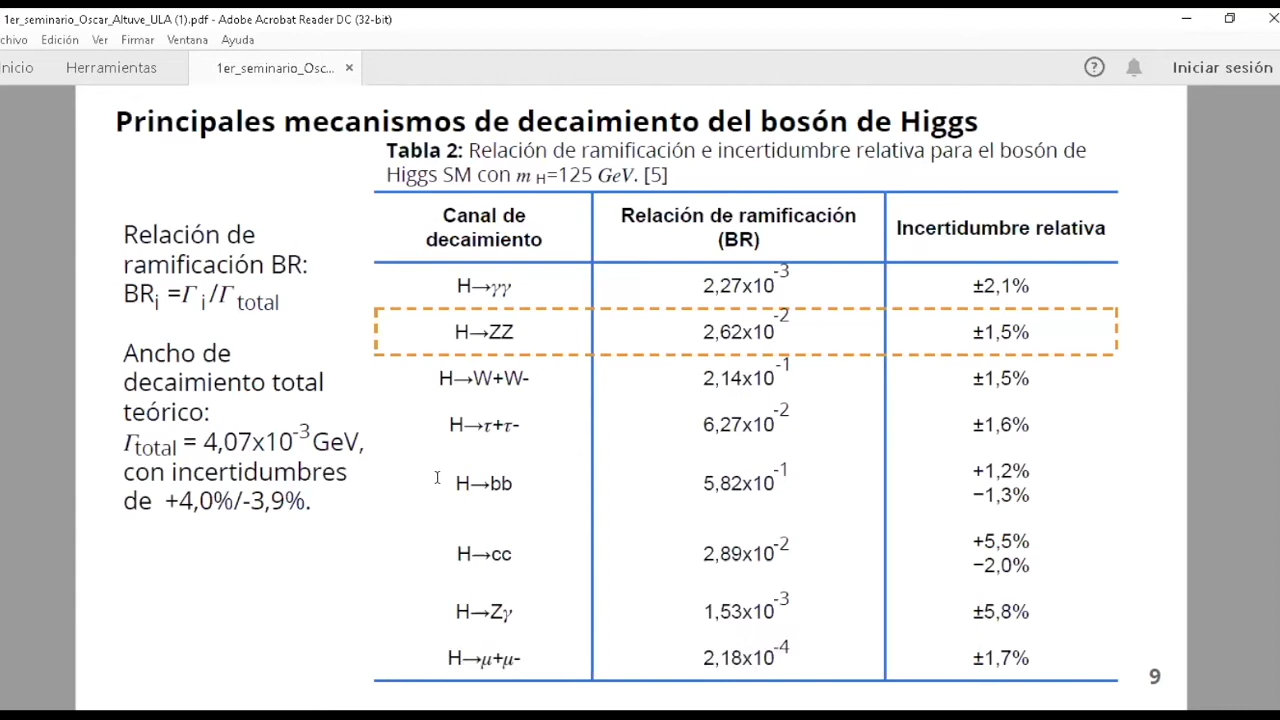 1er_seminario_Oscar_Altuve_ULA (1).pdf - Adobe Acrobat Reader DC (32-bit)
rchivo Edición Ver Firmar Ventana Ayuda
nicio Herramientas 1er_seminario_Osc... × ? Iniciar sesión
Principales mecanismos de decaimiento del bosón de Higgs
Tabla 2: Relación de ramificación e incertidumbre relativa para el bosón de
Higgs SM con m H=125 GeV. [5]
Relación de
ramificación BR:
BRi =Γ i/Γ total
Ancho de
decaimiento total
teórico:
Γtotal = 4,07x10-3 GeV,
con incertidumbres
de +4,0%/-3,9%.
Canal de
decaimiento
Relación de ramificación
(BR)
Incertidumbre relativa
H→γγ 2,27x10-3 ±2,1%
H→ZZ 2,62x10-2 ±1,5%
H→W+W- 2,14x10-1 ±1,5%
H→τ+τ- 6,27x10-2 ±1,6%
H→bb 5,82x10-1 +1,2%
−1,3%
H→cc 2,89x10-2 +5,5%
−2,0%
H→Zγ 1,53x10-3 ±5,8%
H→μ+μ- 2,18x10-4 ±1,7%
9